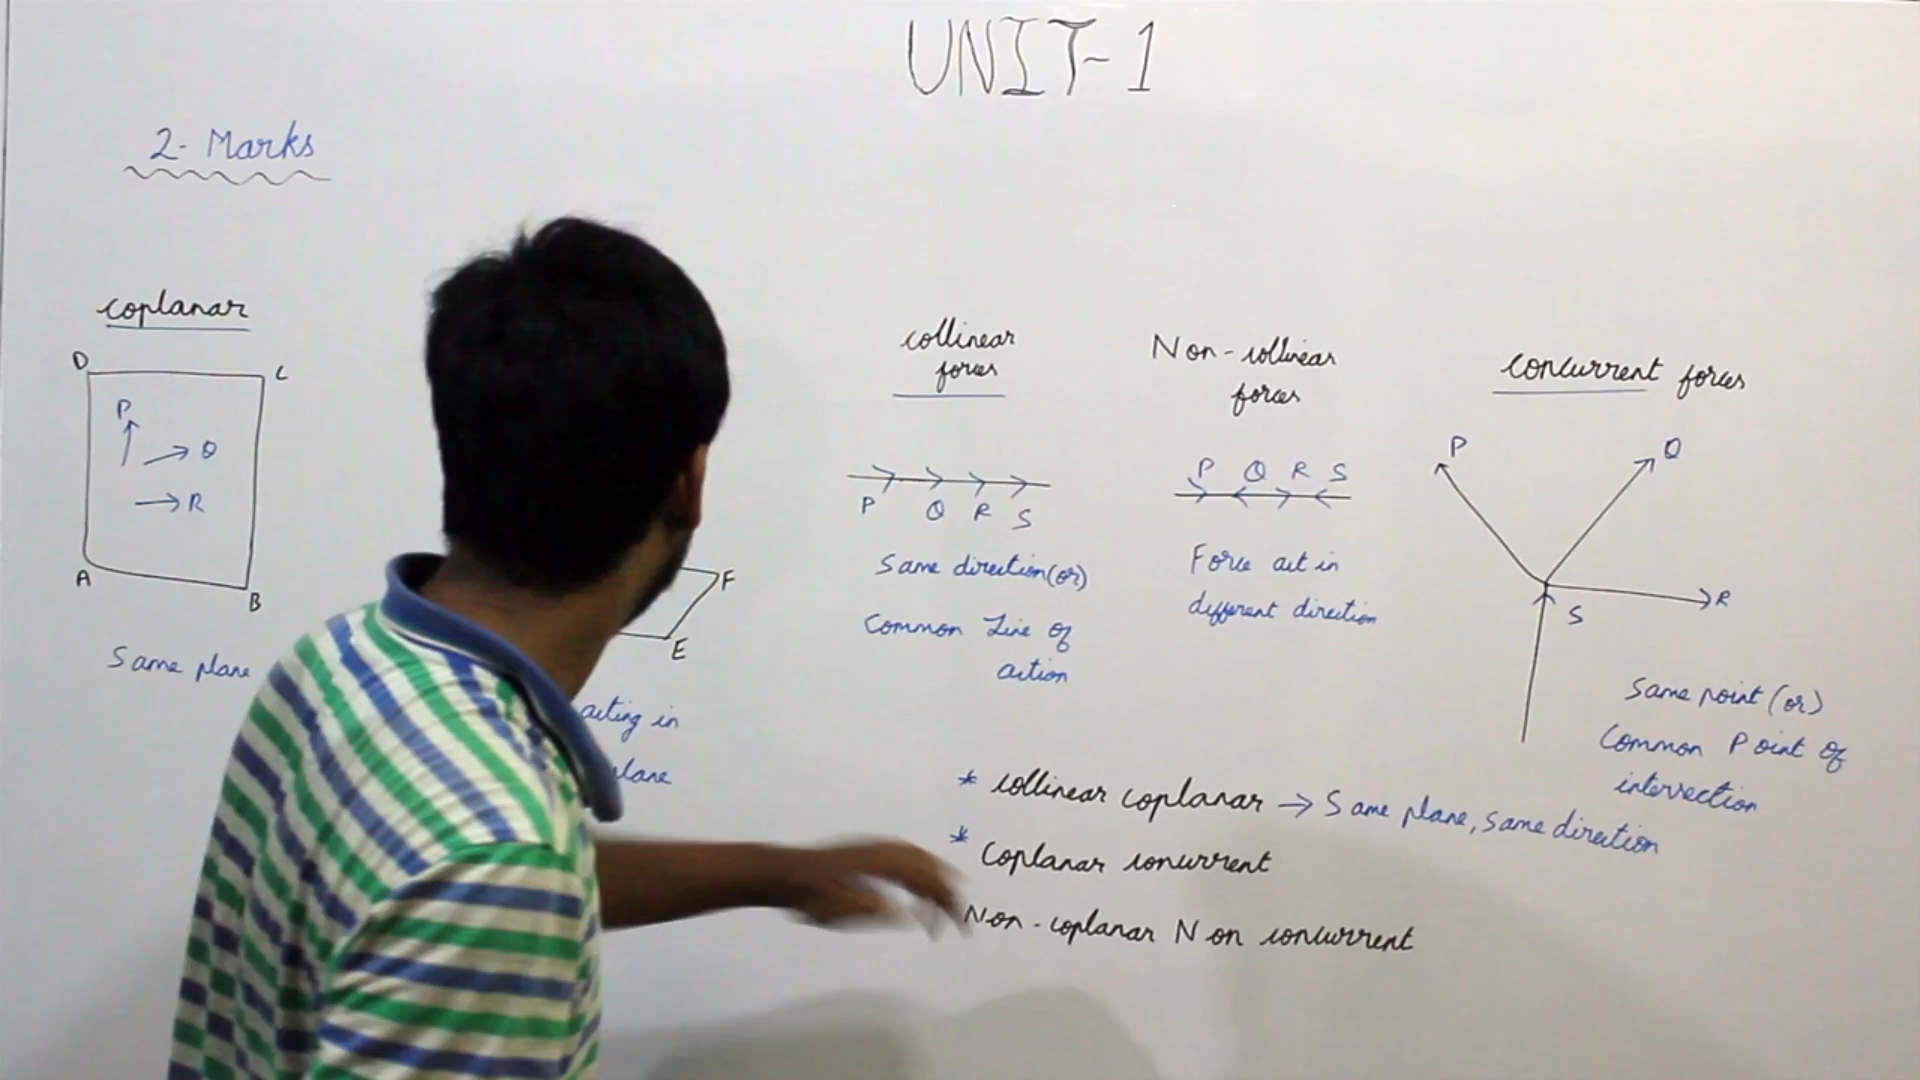 UNIT-1
2- Marks
coplanar
D
C
P
Q
R
A
B
Same plane
F
E
acting in
plane
collinear
forces
P Q R S
Same direction (or)
Common Line of
action
Non-collinear
forces
P Q R S
Force act in
different direction
concurrent forces
P
Q
R
S
Same point (or)
Common Point of
intersection
* collinear coplanar → Same plane, same direction
* Coplanar concurrent
Non-coplanar Non concurrent